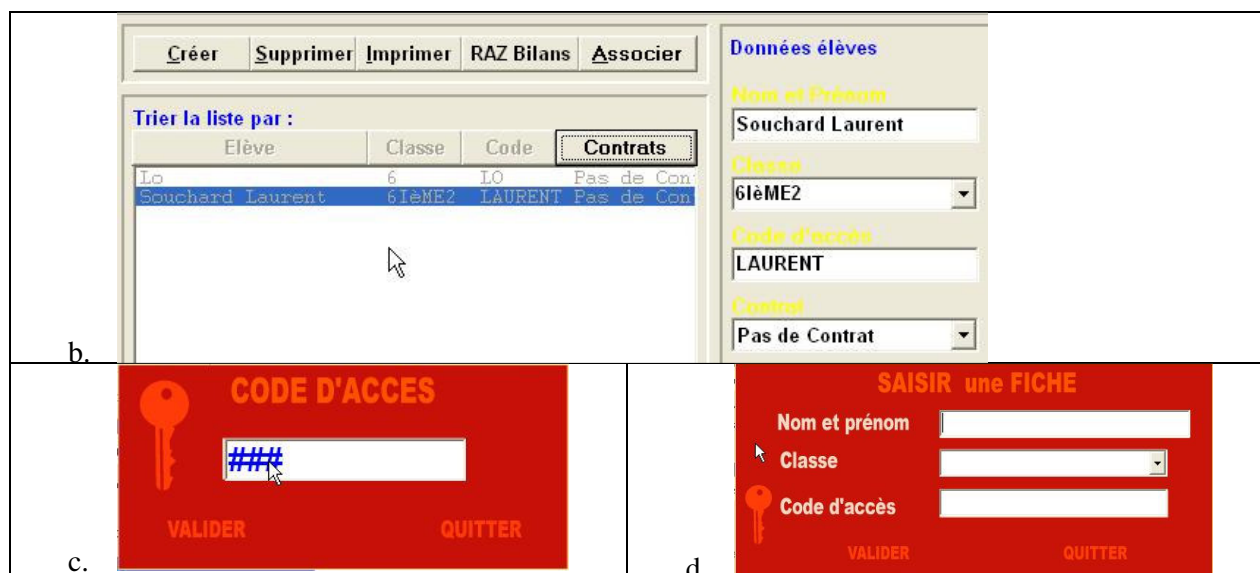 Créer Supprimer Imprimer RAZ Bilans Associer
Trier la liste par :
Elève Classe Code Contrats
Lo 6 LO Pas de Con
Souchard Laurent 6IèME2 LAURENT Pas de Con
Données élèves
Nom et Prénom
Souchard Laurent
Classe
6IèME2
Code d'accès
LAURENT
Contrat
Pas de Contrat
b.
CODE D'ACCES
###
VALIDER QUITTER
c.
SAISIR une FICHE
Nom et prénom
Classe
Code d'accès
VALIDER QUITTER
d